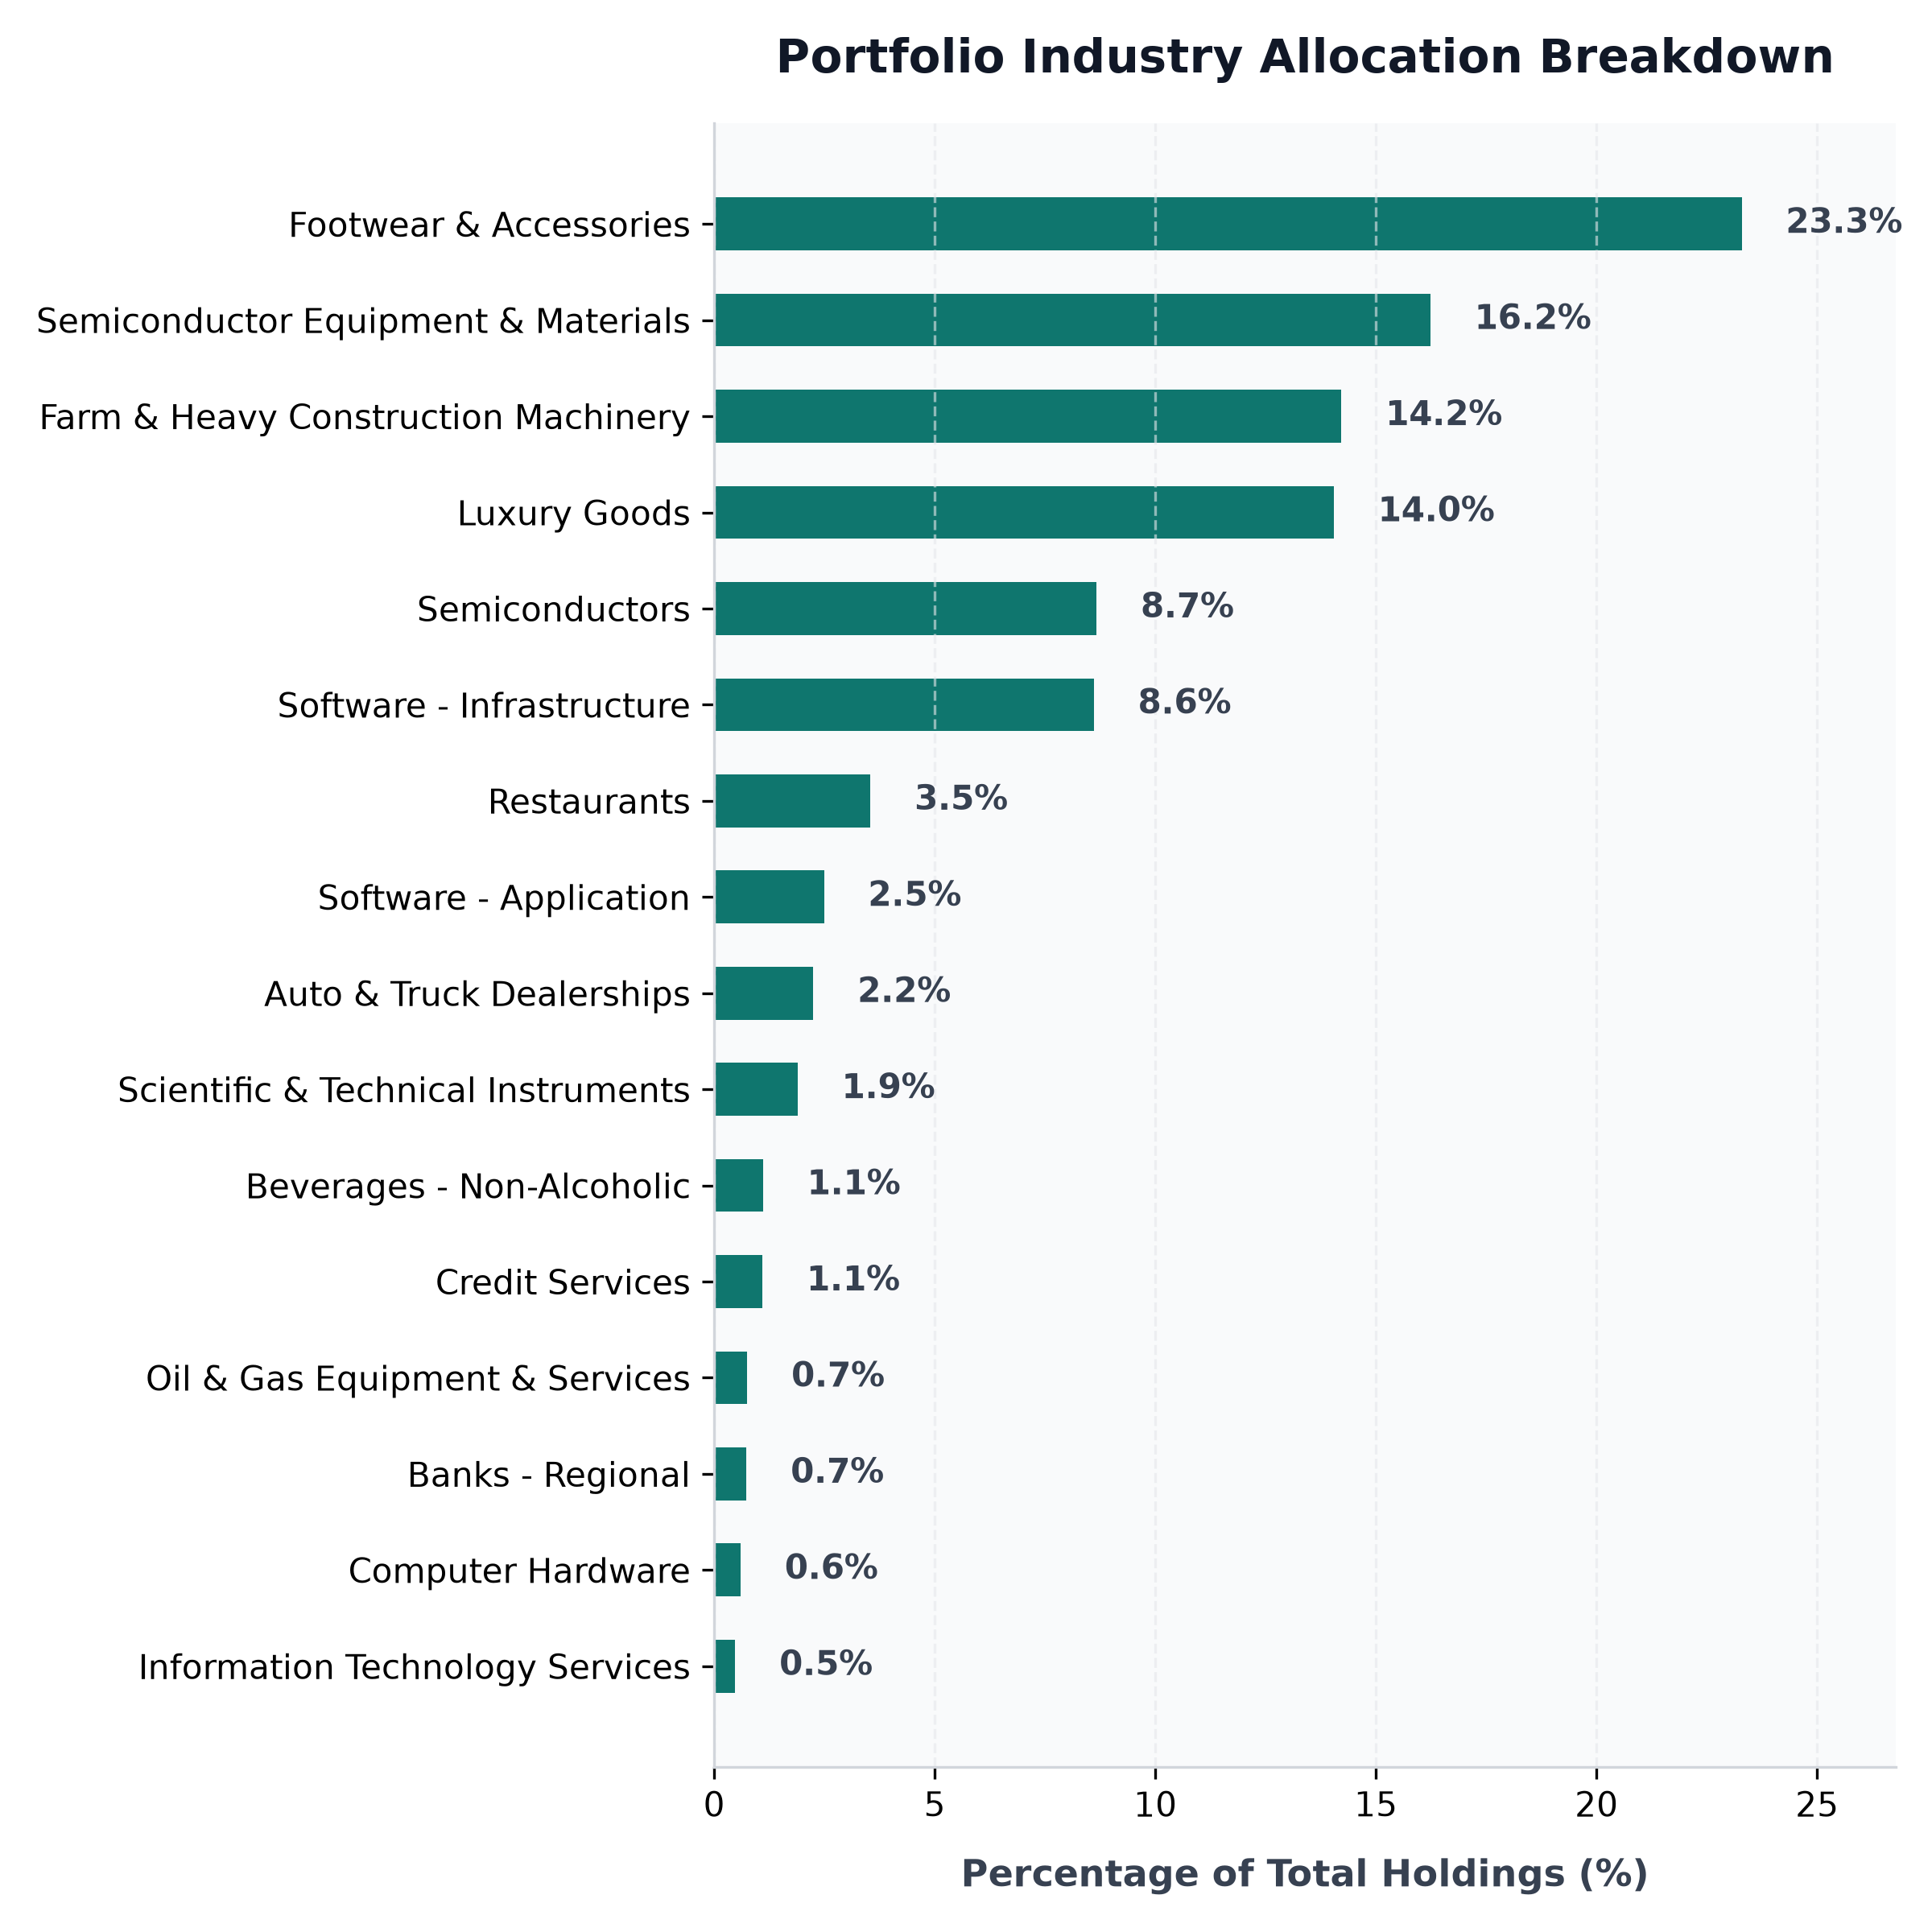 Portfolio Industry Allocation Breakdown
Footwear & Accessories 23.3%
Semiconductor Equipment & Materials 16.2%
Farm & Heavy Construction Machinery 14.2%
Luxury Goods 14.0%
Semiconductors 8.7%
Software - Infrastructure 8.6%
Restaurants 3.5%
Software - Application 2.5%
Auto & Truck Dealerships 2.2%
Scientific & Technical Instruments 1.9%
Beverages - Non-Alcoholic 1.1%
Credit Services 1.1%
Oil & Gas Equipment & Services 0.7%
Banks - Regional 0.7%
Computer Hardware 0.6%
Information Technology Services 0.5%
0 5 10 15 20 25
Percentage of Total Holdings (%)